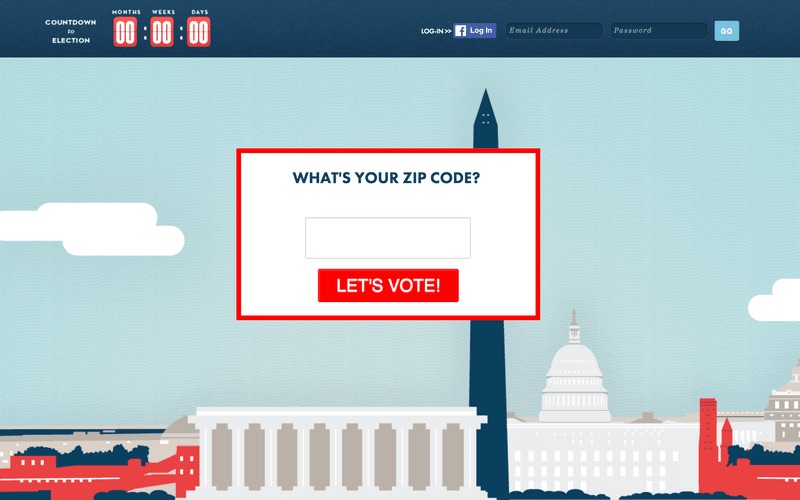 COUNTDOWN
to
ELECTION
MONTHS WEEKS DAYS
00 : 00 : 00
LOG-IN >>
f Log In
Email Address
Password
GO
WHAT'S YOUR ZIP CODE?
LET'S VOTE!